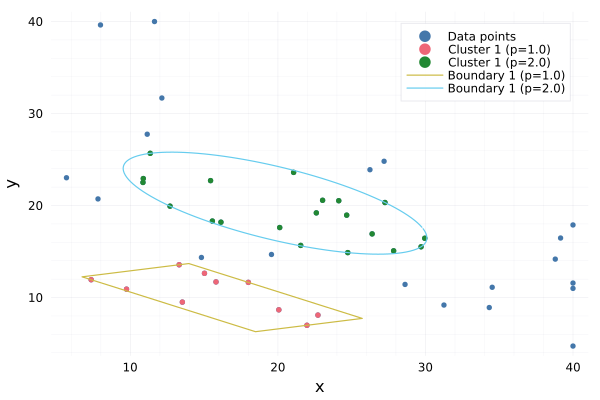 40
30
20
10
10
20
30
40
x
y
Data points
Cluster 1 (p=1.0)
Cluster 1 (p=2.0)
Boundary 1 (p=1.0)
Boundary 1 (p=2.0)